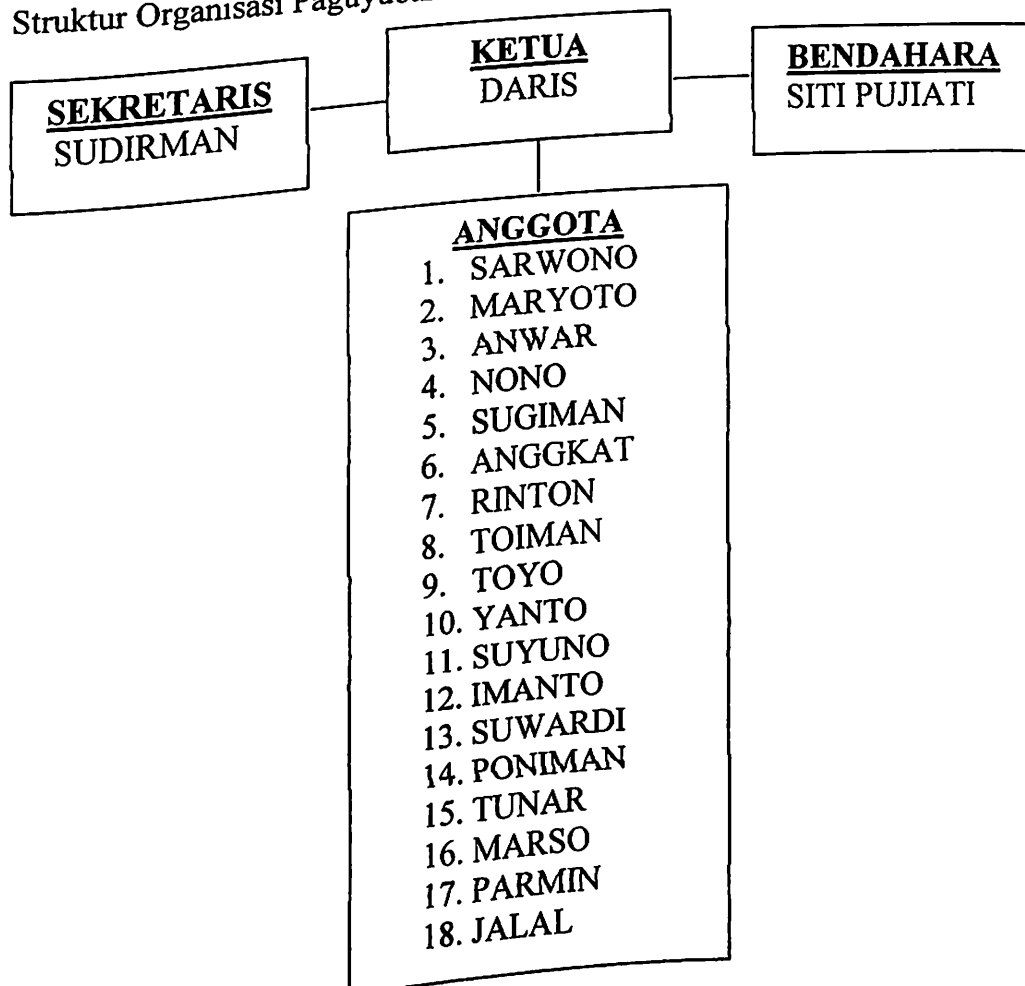 Struktur Organisasi
SEKRETARIS
SUDIRMAN
KETUA
DARIS
BENDAHARA
SITI PUJIATI
ANGGOTA
1. SARWONO
2. MARYOTO
3. ANWAR
4. NONO
5. SUGIMAN
6. ANGGKAT
7. RINTON
8. TOIMAN
9. TOYO
10. YANTO
11. SUYUNO
12. IMANTO
13. SUWARDI
14. PONIMAN
15. TUNAR
16. MARSO
17. PARMIN
18. JALAL